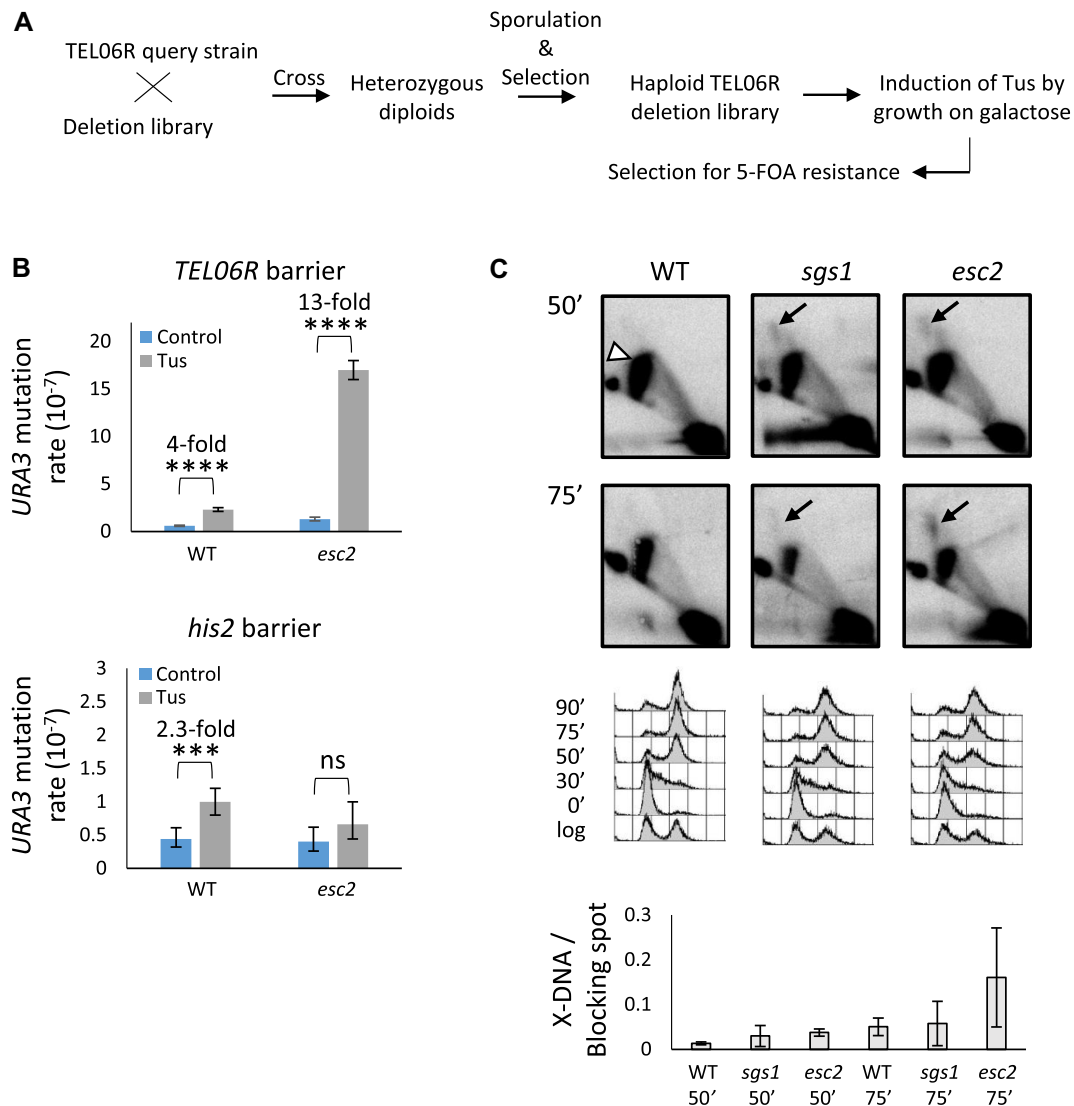 A
TEL06R query strain
Deletion library
Cross
Heterozygous
diploids
Sporulation
&
Selection
Haploid TEL06R
deletion library
Induction of Tus by
growth on galactose
Selection for 5-FOA resistance
B
TEL06R barrier
URA3 mutation
rate (10-7)
Control
Tus
20
15
10
5
0
4-fold
****
13-fold
****
WT
esc2
his2 barrier
URA3 mutation
rate (10-7)
Control
Tus
3
2.5
2
1.5
1
0.5
0
2.3-fold
***
ns
WT
esc2
C
WT
sgs1
esc2
50’
75’
90’
75’
50’
30’
0’
log
X-DNA /
Blocking spot
0.3
0.2
0.1
0
WT sgs1 esc2 WT sgs1 esc2
50’ 50’ 50’ 75’ 75’ 75’